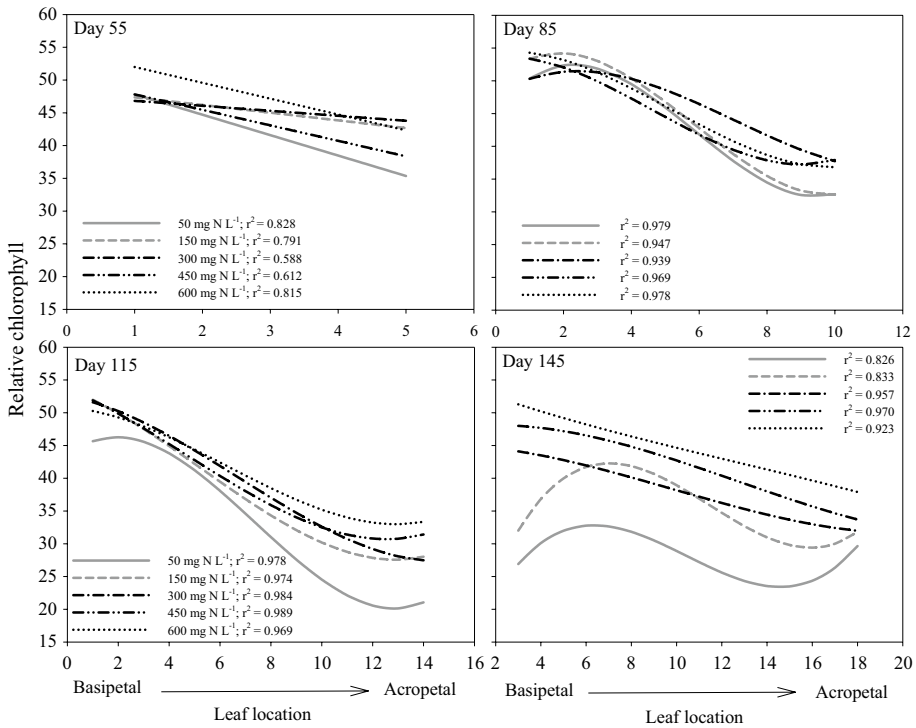 Relative chlorophyll
Day 55
60
55
50
45
40
35
30
25
20
15
50 mg N L⁻¹; r² = 0.828
150 mg N L⁻¹; r² = 0.791
300 mg N L⁻¹; r² = 0.588
450 mg N L⁻¹; r² = 0.612
600 mg N L⁻¹; r² = 0.815
0 1 2 3 4 5 6
Day 85
r² = 0.979
r² = 0.947
r² = 0.939
r² = 0.969
r² = 0.978
0 2 4 6 8 10 12
Day 115
60
55
50
45
40
35
30
25
20
15
50 mg N L⁻¹; r² = 0.978
150 mg N L⁻¹; r² = 0.974
300 mg N L⁻¹; r² = 0.984
450 mg N L⁻¹; r² = 0.989
600 mg N L⁻¹; r² = 0.969
0 2 4 6 8 10 12 14 16
Basipetal Acropetal
Leaf location
Day 145
r² = 0.826
r² = 0.833
r² = 0.957
r² = 0.970
r² = 0.923
2 4 6 8 10 12 14 16 18 20
Basipetal Acropetal
Leaf location